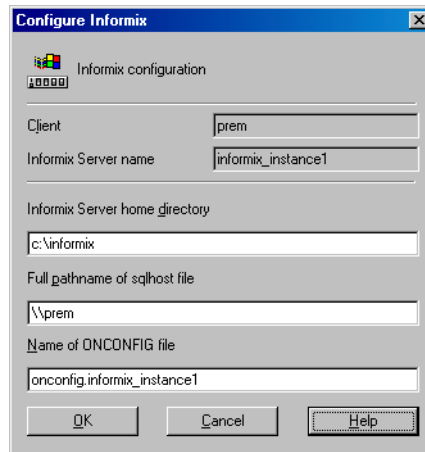 Configure Informix
Informix configuration
Client
prem
Informix Server name
informix_instance1
Informix Server home directory
c:\informix
Full pathname of sqlhost file
\\prem
Name of ONCONFIG file
onconfig.informix_instance1
OK
Cancel
Help